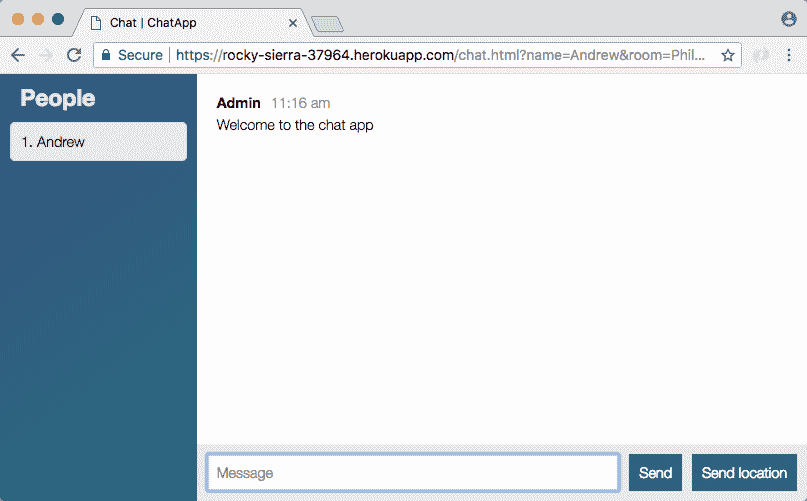 Chat | ChatApp
Secure https://rocky-sierra-37964.herokuapp.com/chat.html?name=Andrew&room=Phil...
People
1. Andrew
Admin 11:16 am
Welcome to the chat app
Message
Send
Send location